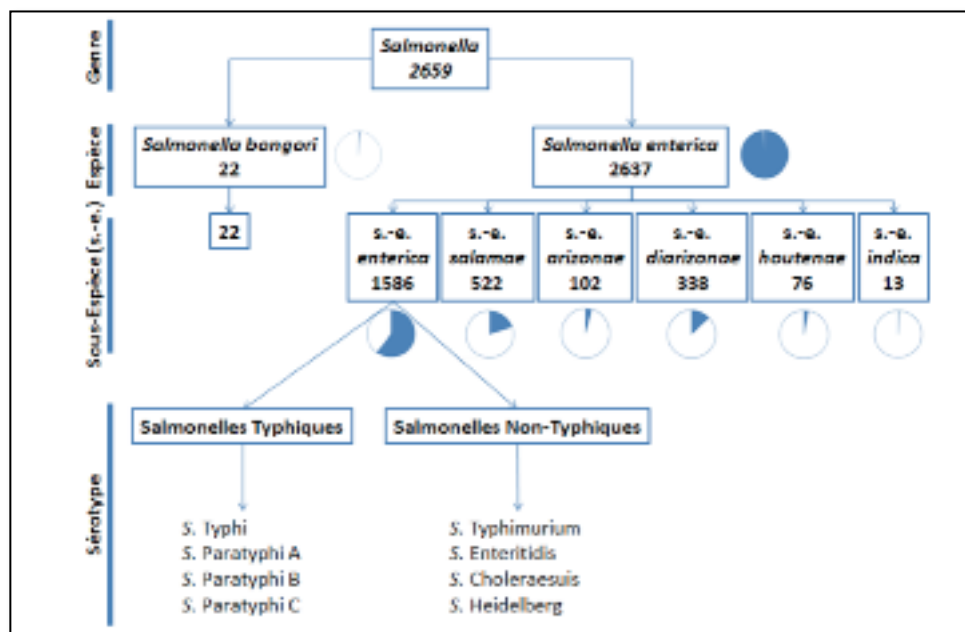 Genre
Salmonella
2659
Espèce
Salmonella bongori
22
Salmonella enterica
2637
Sous-Espèce (s.-e.)
22
s.-e.
enterica
1586
s.-e.
salamae
522
s.-e.
arizonae
102
s.-e.
diarizonae
338
s.-e.
houtenae
76
s.-e.
indica
13
Sérotype
Salmonelles Typhiques
Salmonelles Non-Typhiques
S. Typhi
S. Paratyphi A
S. Paratyphi B
S. Paratyphi C
S. Typhimurium
S. Enteritidis
S. Choleraesuis
S. Heidelberg